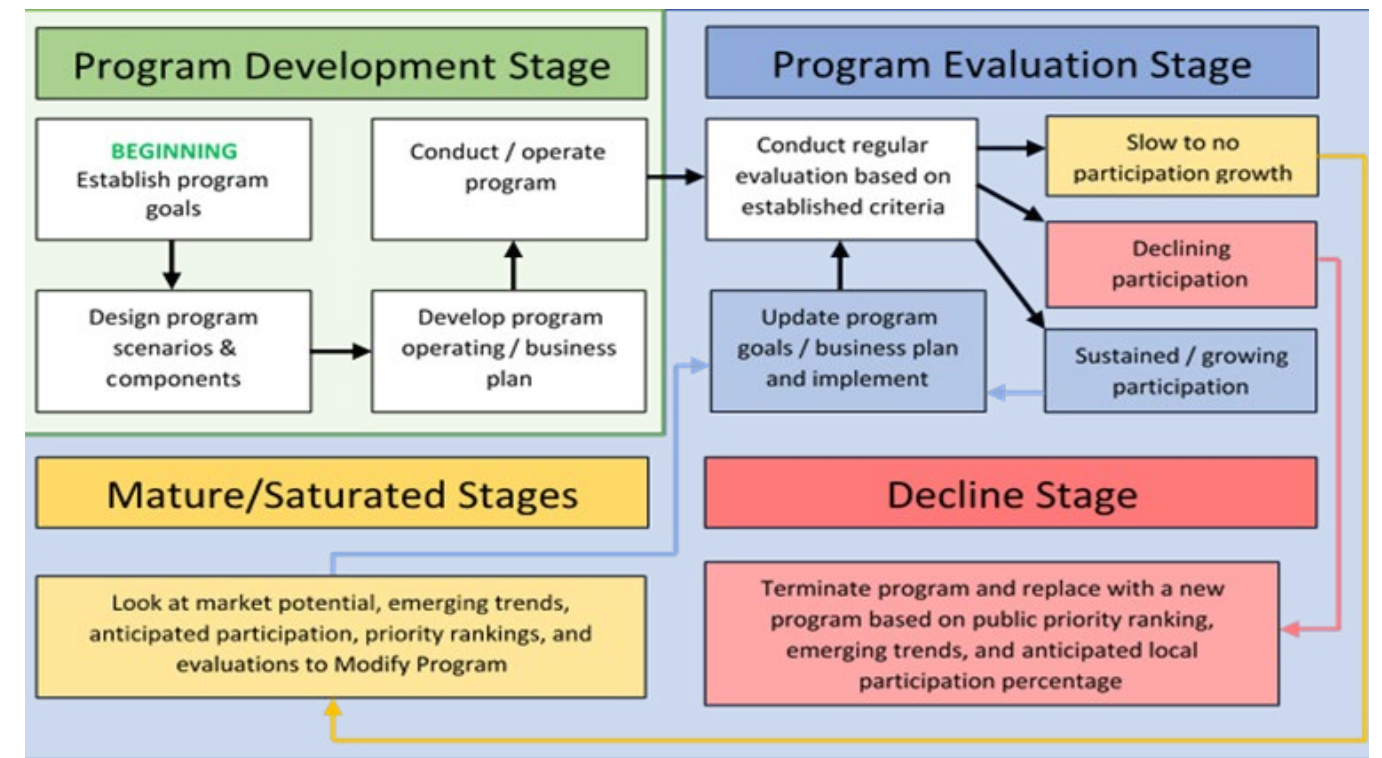 Program Development Stage
BEGINNING
Establish program
goals
Design program
scenarios &
components
Develop program
operating / business
plan
Conduct / operate
program
Program Evaluation Stage
Conduct regular
evaluation based on
established criteria
Slow to no
participation growth
Declining
participation
Sustained / growing
participation
Update program
goals / business plan
and implement
Mature/Saturated Stages
Look at market potential, emerging trends,
anticipated participation, priority rankings, and
evaluations to Modify Program
Decline Stage
Terminate program and replace with a new
program based on public priority ranking,
emerging trends, and anticipated local
participation percentage